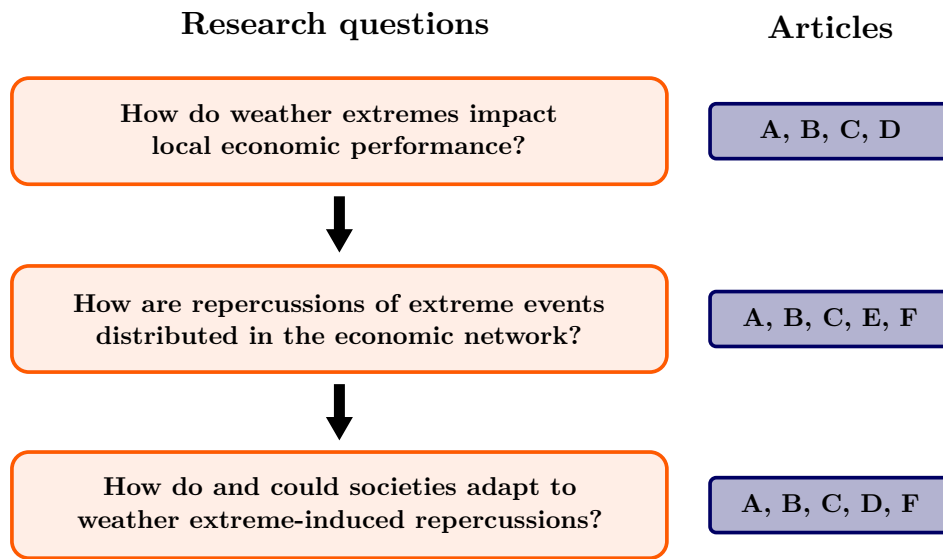 Research questions
Articles
How do weather extremes impact
local economic performance?
A, B, C, D
How are repercussions of extreme events
distributed in the economic network?
A, B, C, E, F
How do and could societies adapt to
weather extreme-induced repercussions?
A, B, C, D, F